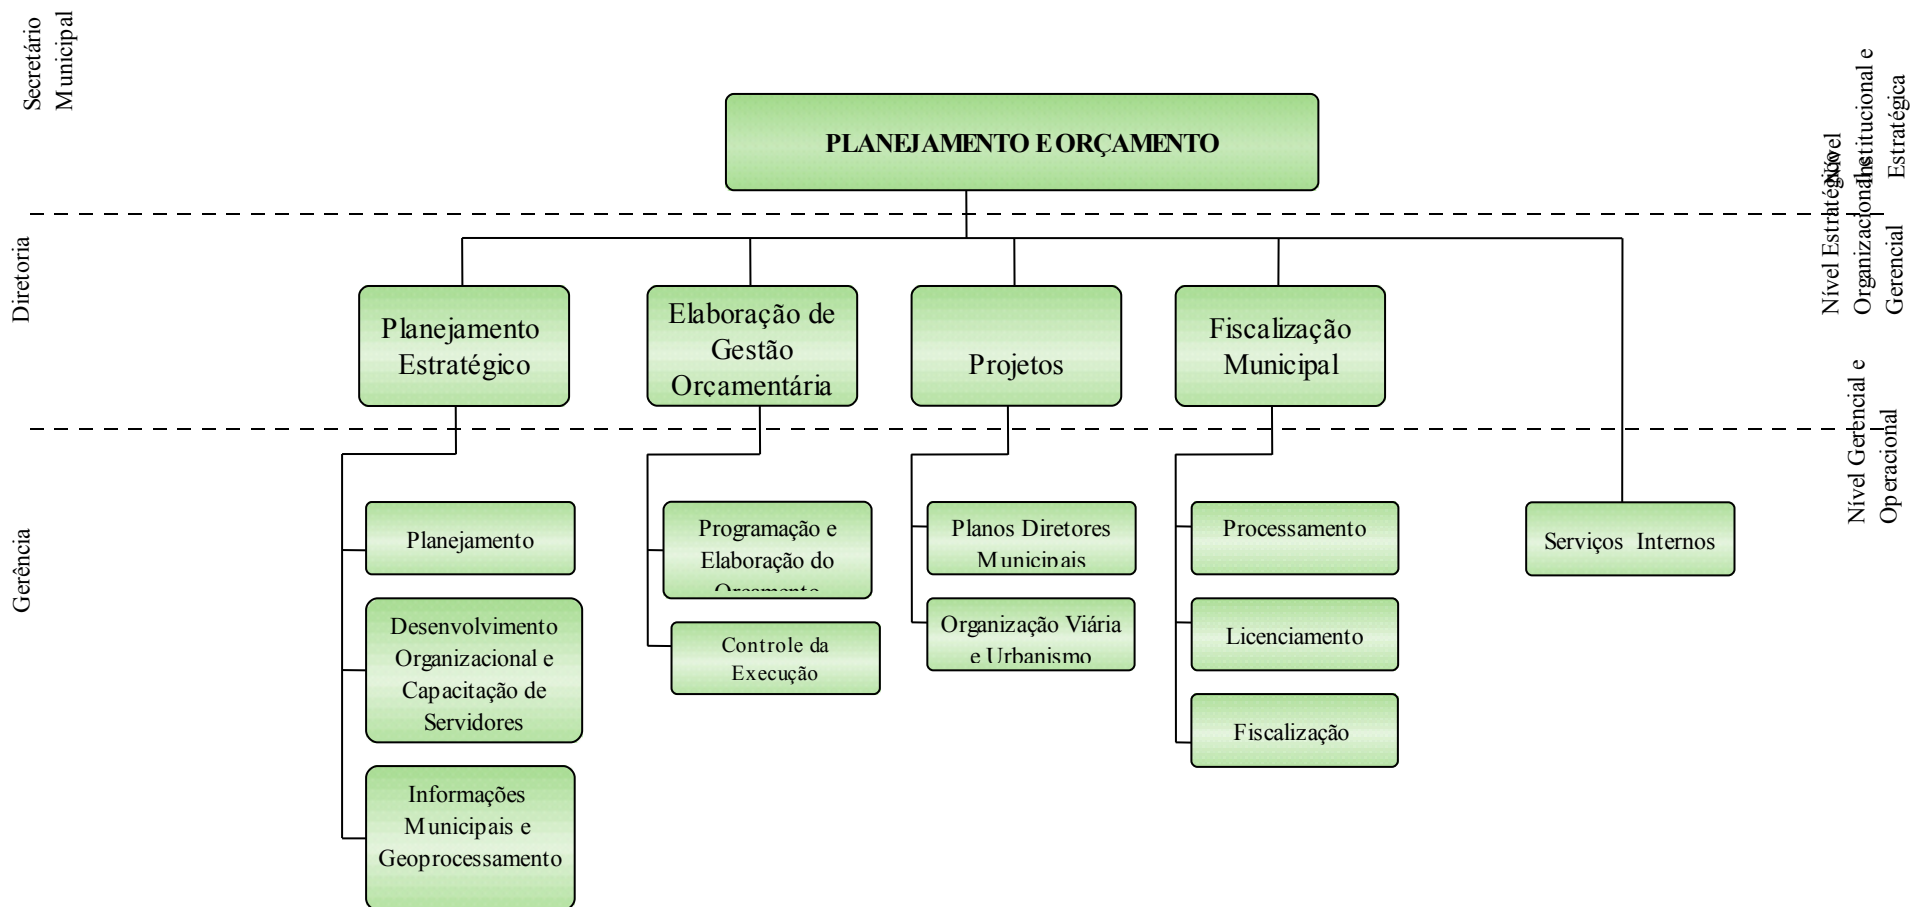 Secretário
Municipal
PLANEJAMENTO E ORÇAMENTO
Nível
Institucional e
Estratégica
Diretoria
Nível Estratégico
Organizacional e
Gerencial
Planejamento
Estratégico
Elaboração de
Gestão
Orçamentária
Projetos
Fiscalização
Municipal
Nível Gerencial e
Operacional
Gerência
Planejamento
Desenvolvimento
Organizacional e
Capacitação de
Servidores
Informações
Municipais e
Geoprocessamento
Programação e
Elaboração do
Orçamento
Controle da
Execução
Planos Diretores
Municipais
Organização Viária
e Urbanismo
Processamento
Licenciamento
Fiscalização
Serviços Internos